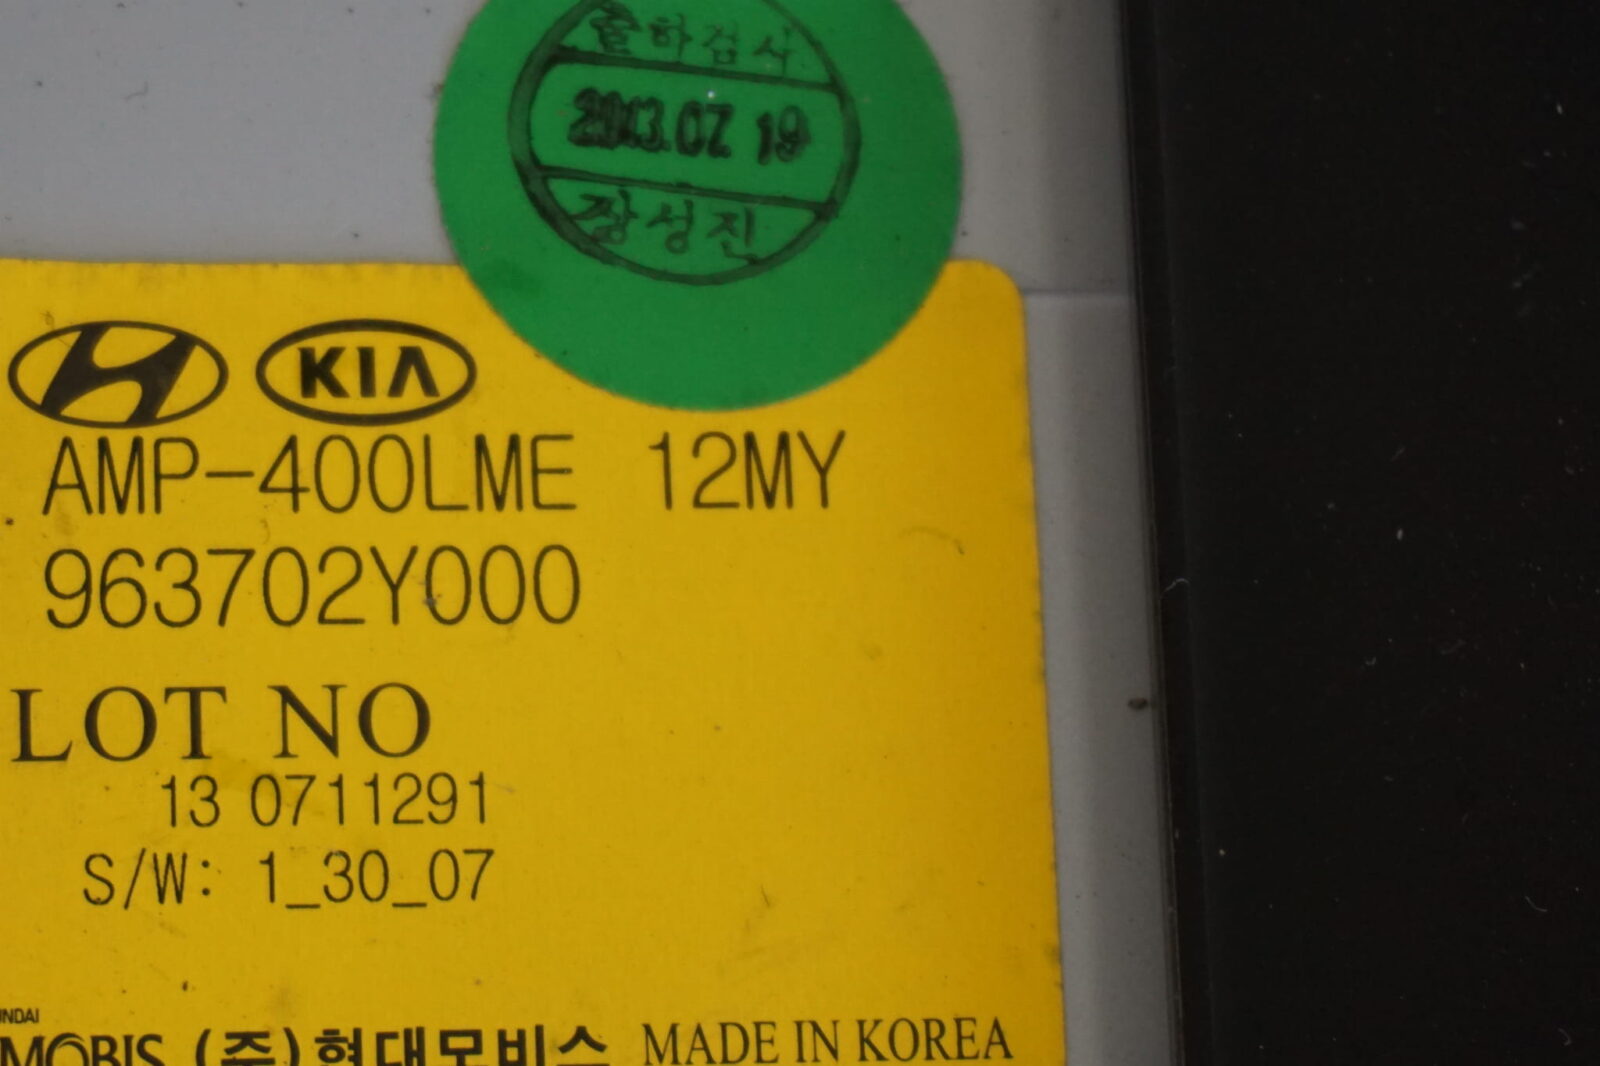 출하검사
2013.07.19
장성진
KIA
AMP-400LME 12MY
963702Y000
LOT NO
13 0711291
S/W: 1_30_07
MOBIS (주)현대모비스 MADE IN KOREA